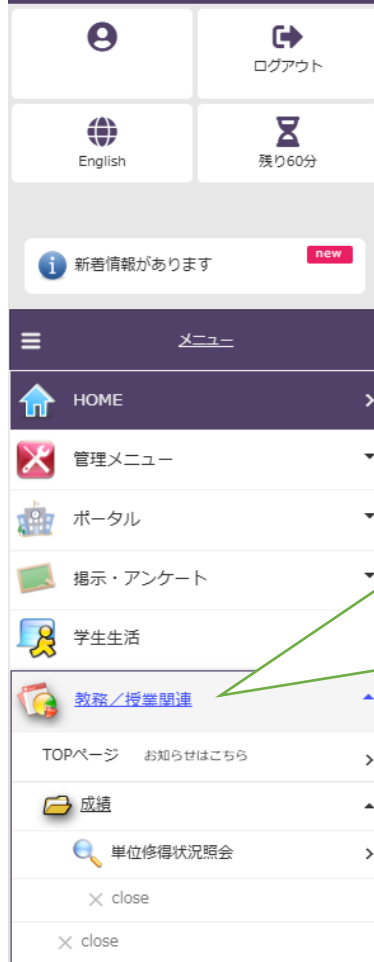 ログアウト
English
残り60分
新着情報があります
new
メニュー
HOME
管理メニュー
ポータル
掲示・アンケート
学生生活
教務／授業関連
TOPページ お知らせはこちら
成績
単位修得状況照会
× close
× close